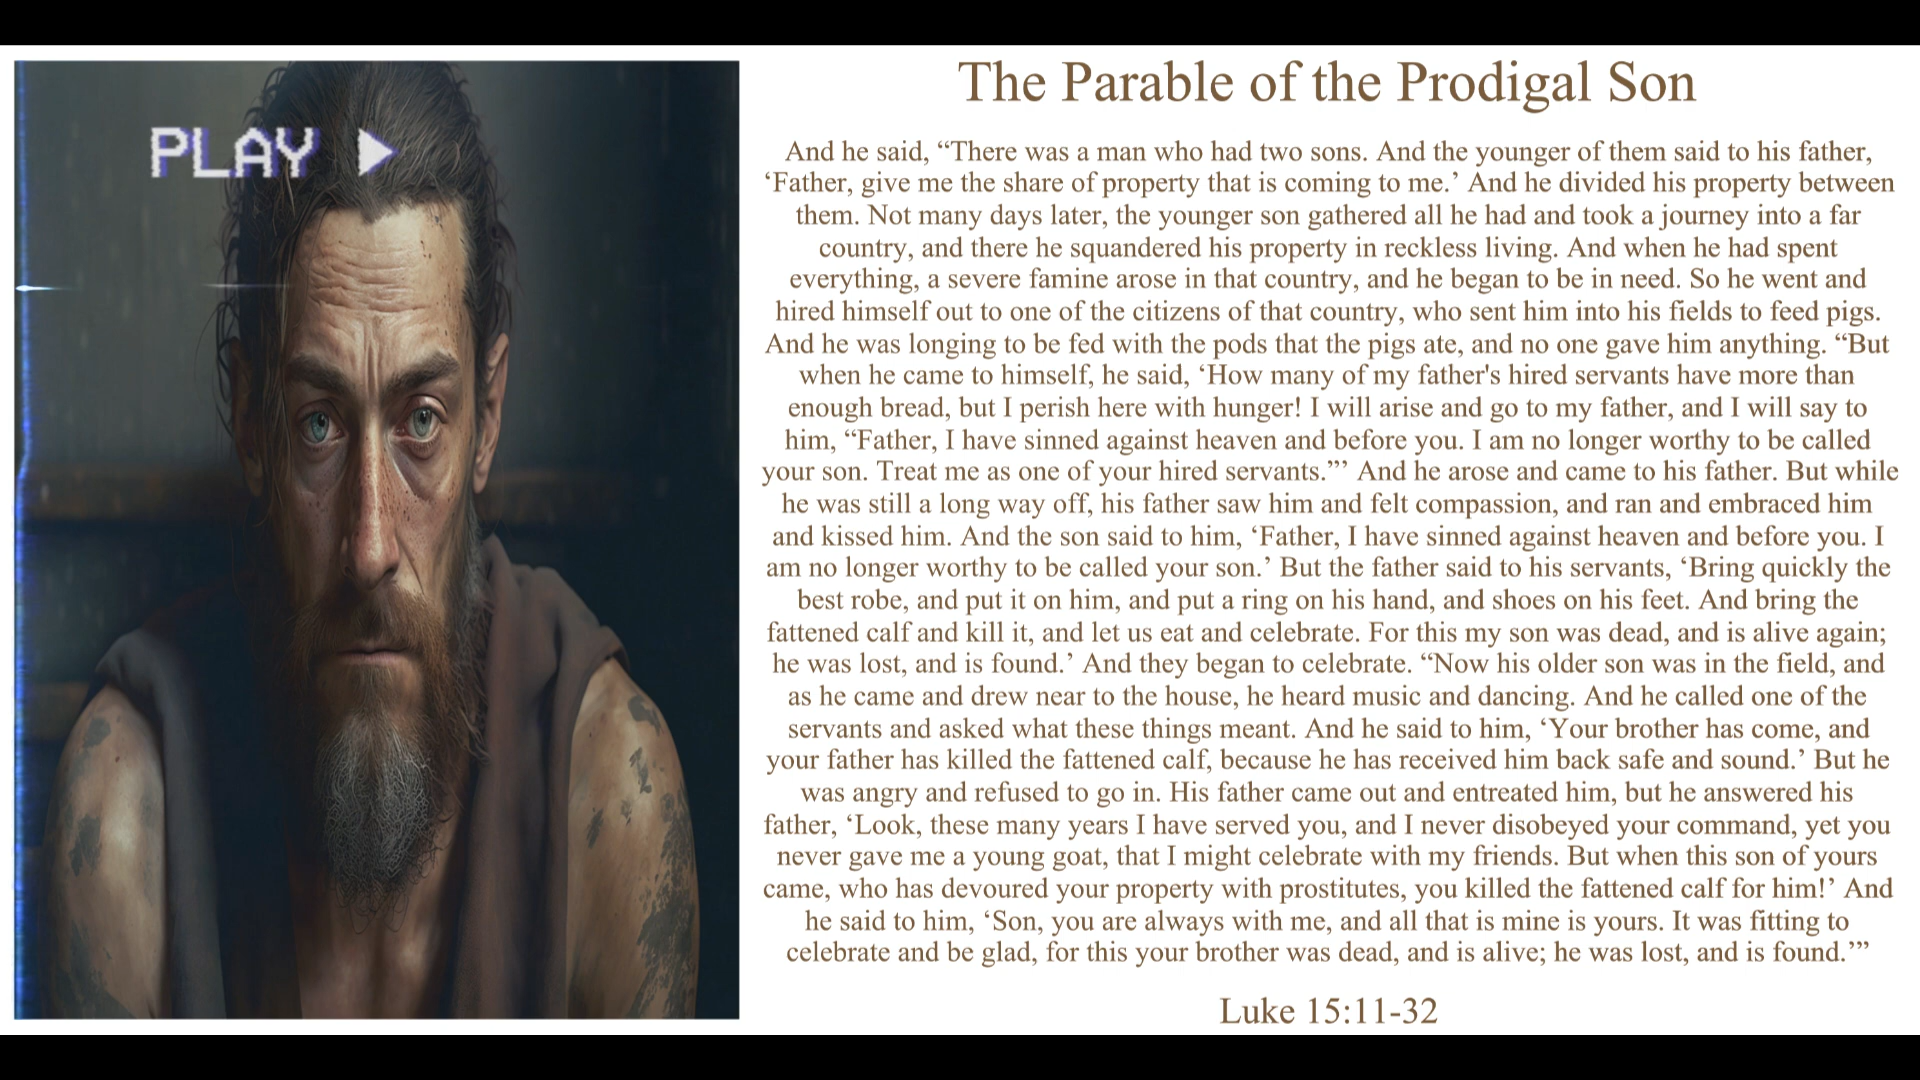 PLAY
The Parable of the Prodigal Son
And he said, “There was a man who had two sons. And the younger of them said to his father,
‘Father, give me the share of property that is coming to me.’ And he divided his property between
them. Not many days later, the younger son gathered all he had and took a journey into a far
country, and there he squandered his property in reckless living. And when he had spent
everything, a severe famine arose in that country, and he began to be in need. So he went and
hired himself out to one of the citizens of that country, who sent him into his fields to feed pigs.
And he was longing to be fed with the pods that the pigs ate, and no one gave him anything. “But
when he came to himself, he said, ‘How many of my father's hired servants have more than
enough bread, but I perish here with hunger! I will arise and go to my father, and I will say to
him, “Father, I have sinned against heaven and before you. I am no longer worthy to be called
your son. Treat me as one of your hired servants.”’ And he arose and came to his father. But while
he was still a long way off, his father saw him and felt compassion, and ran and embraced him
and kissed him. And the son said to him, ‘Father, I have sinned against heaven and before you. I
am no longer worthy to be called your son.’ But the father said to his servants, ‘Bring quickly the
best robe, and put it on him, and put a ring on his hand, and shoes on his feet. And bring the
fattened calf and kill it, and let us eat and celebrate. For this my son was dead, and is alive again;
he was lost, and is found.’ And they began to celebrate. “Now his older son was in the field, and
as he came and drew near to the house, he heard music and dancing. And he called one of the
servants and asked what these things meant. And he said to him, ‘Your brother has come, and
your father has killed the fattened calf, because he has received him back safe and sound.’ But he
was angry and refused to go in. His father came out and entreated him, but he answered his
father, ‘Look, these many years I have served you, and I never disobeyed your command, yet you
never gave me a young goat, that I might celebrate with my friends. But when this son of yours
came, who has devoured your property with prostitutes, you killed the fattened calf for him!’ And
he said to him, ‘Son, you are always with me, and all that is mine is yours. It was fitting to
celebrate and be glad, for this your brother was dead, and is alive; he was lost, and is found.’”
Luke 15:11-32